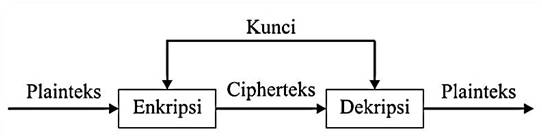 Kunci
Plainteks
Cipherteks
Plainteks
Enkripsi
Dekripsi